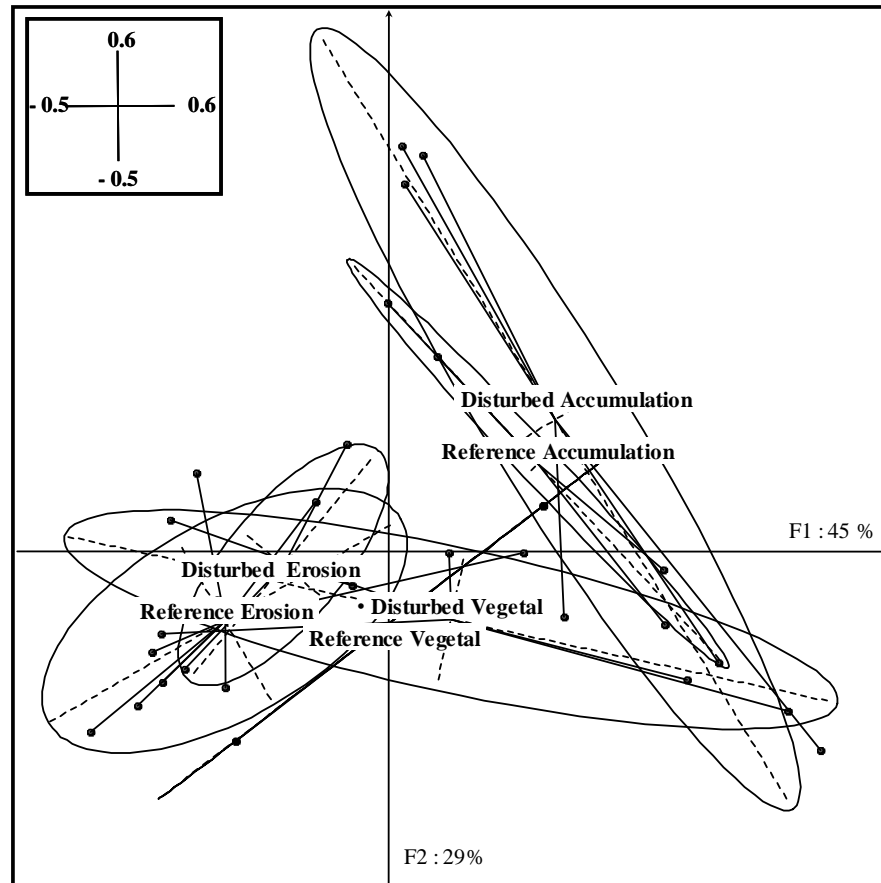 0.6
- 0.5
0.6
- 0.5
Disturbed Accumulation
Reference Accumulation
F1 : 45 %
Disturbed Erosion
Reference Erosion
Disturbed Vegetal
Reference Vegetal
F2 : 29%